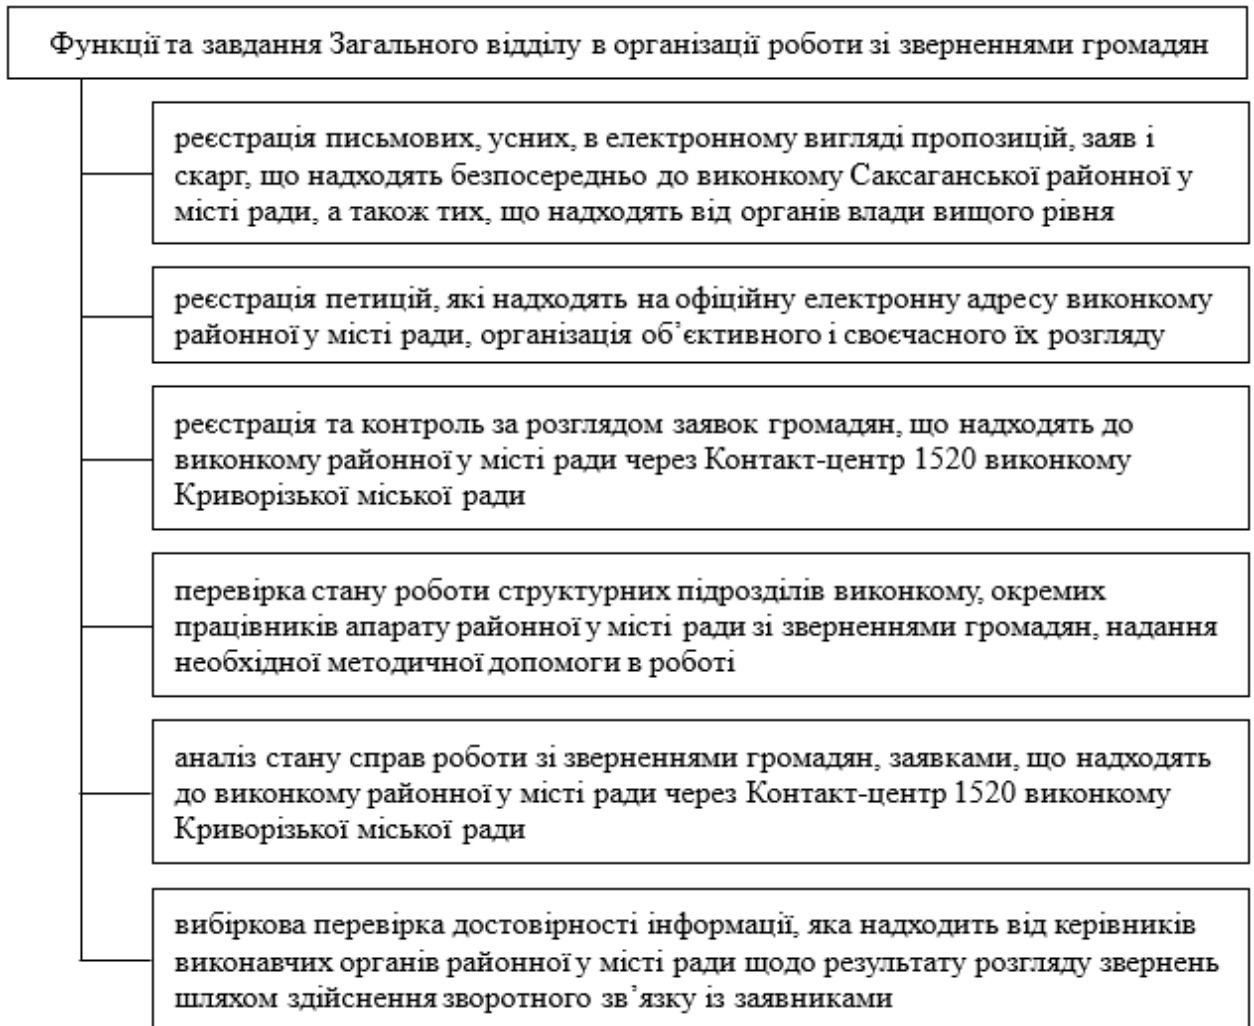 Функції та завдання Загального відділу в організації роботи зі зверненнями громадян
реєстрація письмових, усних, в електронному вигляді пропозицій, заяв і
скарг, що надходять безпосередньо до виконкому Саксаганської районної у
місті ради, а також тих, що надходять від органів влади вищого рівня
реєстрація петицій, які надходять на офіційну електронну адресу виконкому
районної у місті ради, організація об’єктивного і своєчасного їх розгляду
реєстрація та контроль за розглядом заявок громадян, що надходять до
виконкому районної у місті ради через Контакт-центр 1520 виконкому
Криворізької міської ради
перевірка стану роботи структурних підрозділів виконкому, окремих
працівників апарату районної у місті ради зі зверненнями громадян, надання
необхідної методичної допомоги в роботі
аналіз стану справ роботи зі зверненнями громадян, заявками, що надходять
до виконкому районної у місті ради через Контакт-центр 1520 виконкому
Криворізької міської ради
вибіркова перевірка достовірності інформації, яка надходить від керівників
виконавчих органів районної у місті ради щодо результату розгляду звернень
шляхом здійснення зворотного зв’язку із заявниками